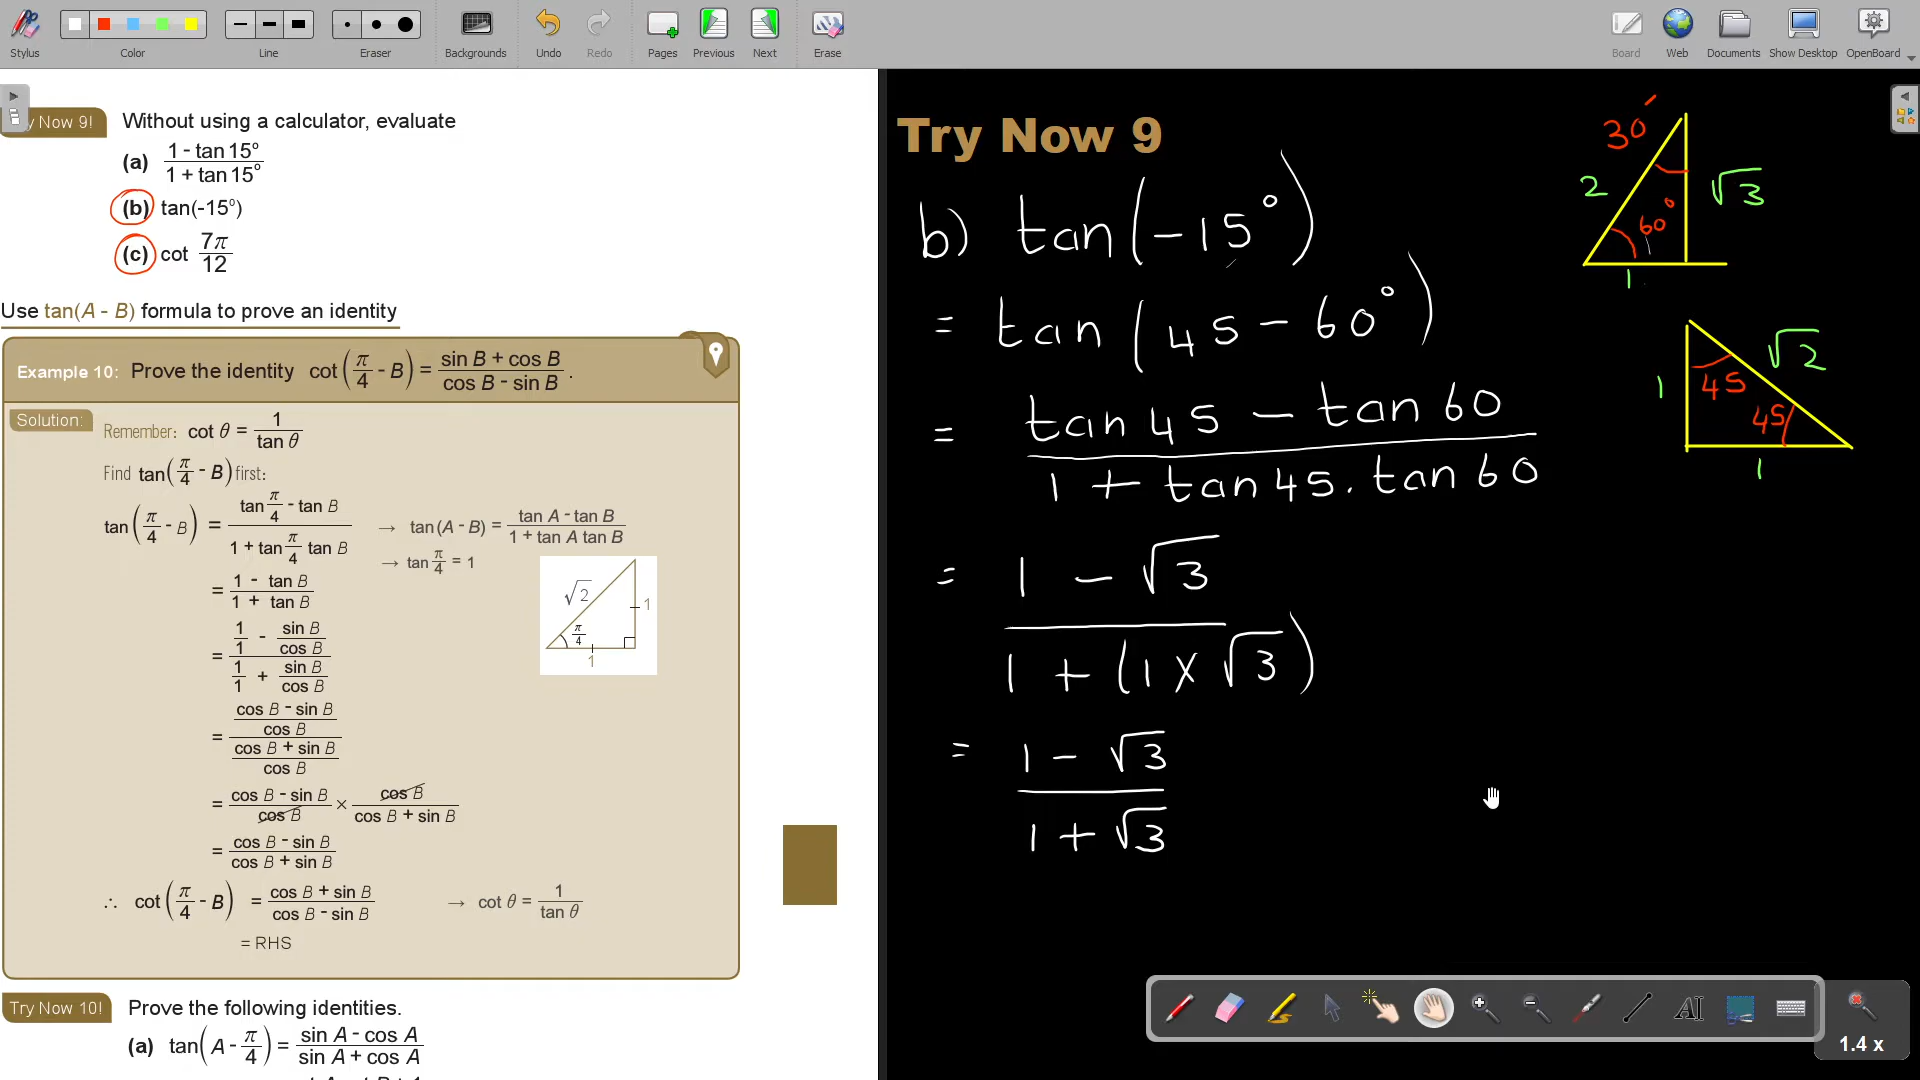 Stylus Color Line Eraser Backgrounds Undo Redo Pages Previous Next Erase Board Web Documents Show Desktop OpenBoard
y Now 9! Without using a calculator, evaluate
(a) (1 - tan 15°)/(1 + tan 15°)
(b) tan(-15°)
(c) cot 7π/12
Use tan(A - B) formula to prove an identity
Example 10: Prove the identity cot(π/4 - B) = (sin B + cos B)/(cos B - sin B).
Solution:
Remember: cot θ = 1/tan θ
Find tan(π/4 - B) first:
tan(π/4 - B) = (tan π/4 - tan B)/(1 + tan π/4 tan B) → tan(A - B) = (tan A - tan B)/(1 + tan A tan B)
→ tan π/4 = 1
= (1 - tan B)/(1 + tan B)
= (1/1 - sin B/cos B)/(1/1 + sin B/cos B)
= ((cos B - sin B)/cos B)/((cos B + sin B)/cos B)
= (cos B - sin B)/cos B × cos B/(cos B + sin B)
= (cos B - sin B)/(cos B + sin B)
∴ cot(π/4 - B) = (cos B + sin B)/(cos B - sin B) → cot θ = 1/tan θ
= RHS
√2
π/4
1
1
Try Now 10! Prove the following identities.
(a) tan(A - π/4) = (sin A - cos A)/(sin A + cos A)
Try Now 9
b) tan(-15°)
= tan(45 - 60°)
= (tan 45 - tan 60)/(1 + tan 45 . tan 60)
= (1 - √3)/(1 + (1 × √3))
= (1 - √3)/(1 + √3)
30
2
√3
60°
1
√2
1
45
45
1
1.4 x